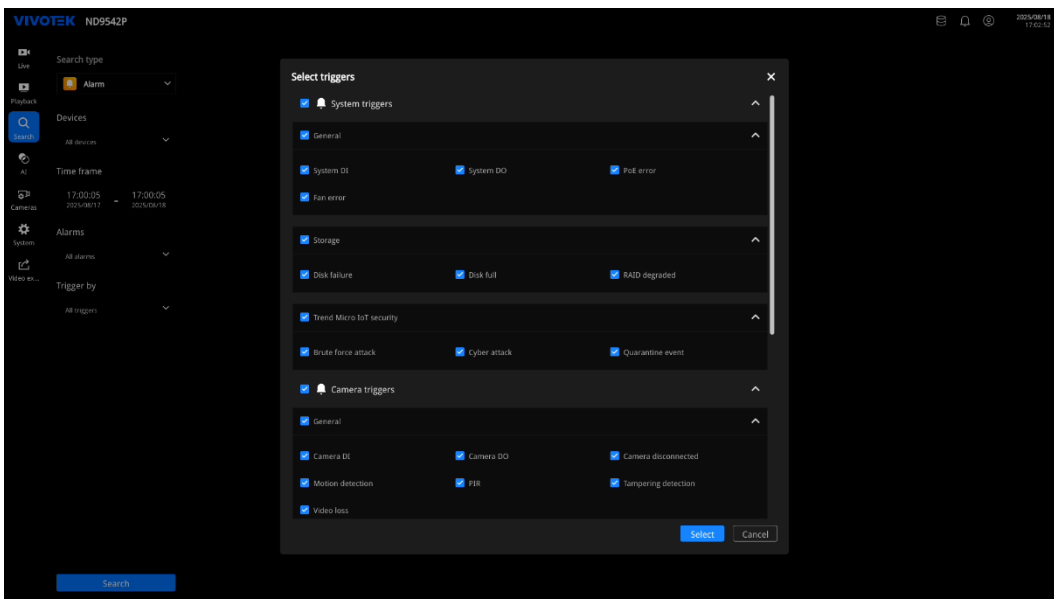 VIVOTEK ND9542P
2025/08/18
17:02:52
Live
Playback
Search
AI
Cameras
System
Video ex...
Search type
Alarm
Devices
All devices
Time frame
17:00:05 – 17:00:05
2025/08/17 2025/08/18
Alarms
All alarms
Trigger by
All triggers
Search
Select triggers
System triggers
General
System DI System DO PoE error
Fan error
Storage
Disk failure Disk full RAID degraded
Trend Micro IoT security
Brute force attack Cyber attack Quarantine event
Camera triggers
General
Camera DI Camera DO Camera disconnected
Motion detection PIR Tampering detection
Video loss
Select Cancel